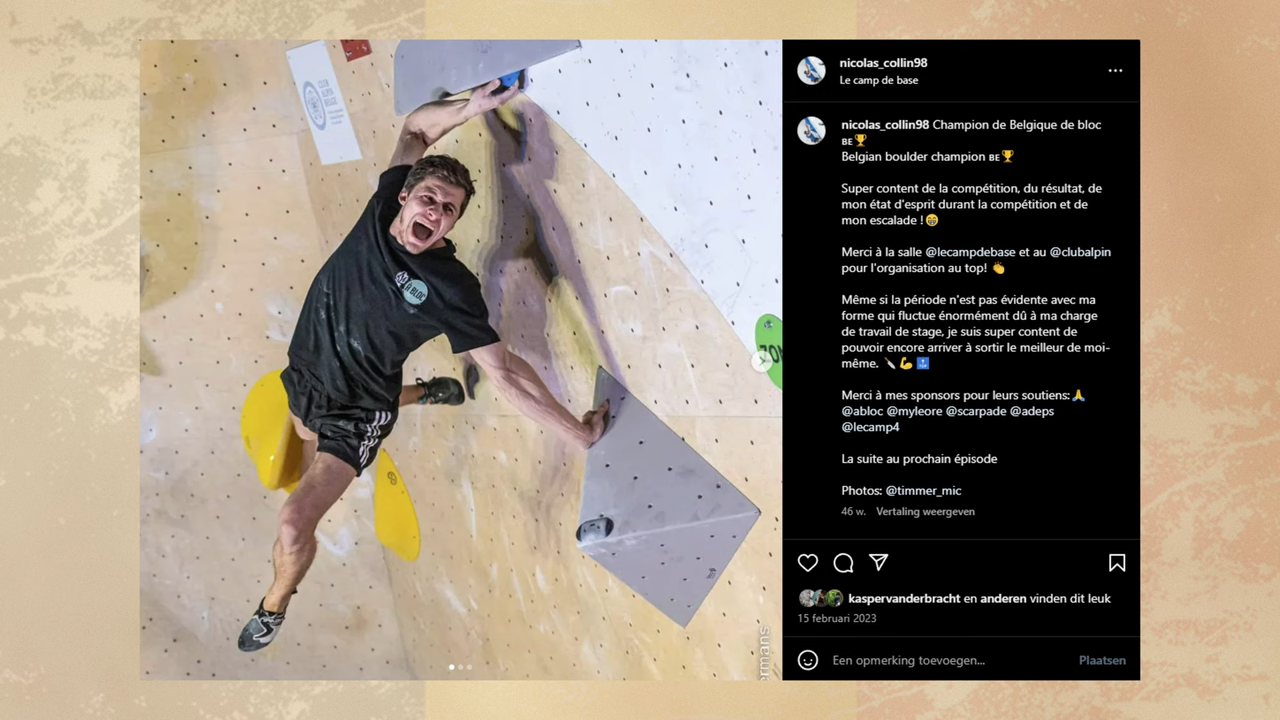 CLUB
ALPIN
BELGE
À BLOC
nicolas_collin98
Le camp de base
nicolas_collin98 Champion de Belgique de bloc
BE🏆
Belgian boulder champion BE🏆
Super content de la compétition, du résultat, de
mon état d'esprit durant la compétition et de
mon escalade !😁
Merci à la salle @lecampdebase et au @clubalpin
pour l'organisation au top! 👏
Même si la période n'est pas évidente avec ma
forme qui fluctue énormément dû à ma charge
de travail de stage, je suis super content de
pouvoir encore arriver à sortir le meilleur de moi-
même. 🔪💪🔝
Merci à mes sponsors pour leurs soutiens:🙏
@abloc @myleore @scarpade @adeps
@lecamp4
La suite au prochain épisode
Photos: @timmer_mic
46 w. Vertaling weergeven
kaspervanderbracht en anderen vinden dit leuk
15 februari 2023
Een opmerking toevoegen...
Plaatsen